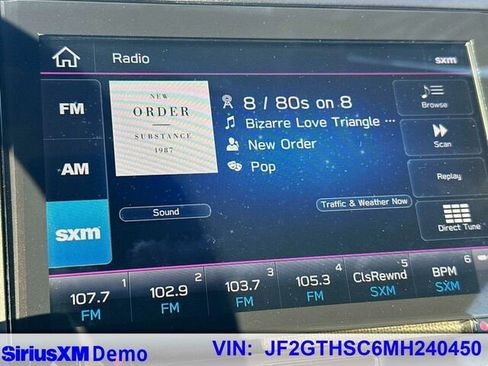 Radio
sxm
FM
NEW
ORDER
SUBSTANCE
1987
8 / 80s on 8
Bizarre Love Triangle ...
New Order
Pop
Browse
AM
Scan
Replay
sxm
Sound
Traffic & Weather Now
Direct Tune
1
107.7
FM
2
102.9
FM
3
103.7
FM
4
105.3
FM
5
ClsRewnd
SXM
6
BPM
SXM
SiriusXM Demo
VIN: JF2GTHSC6MH240450